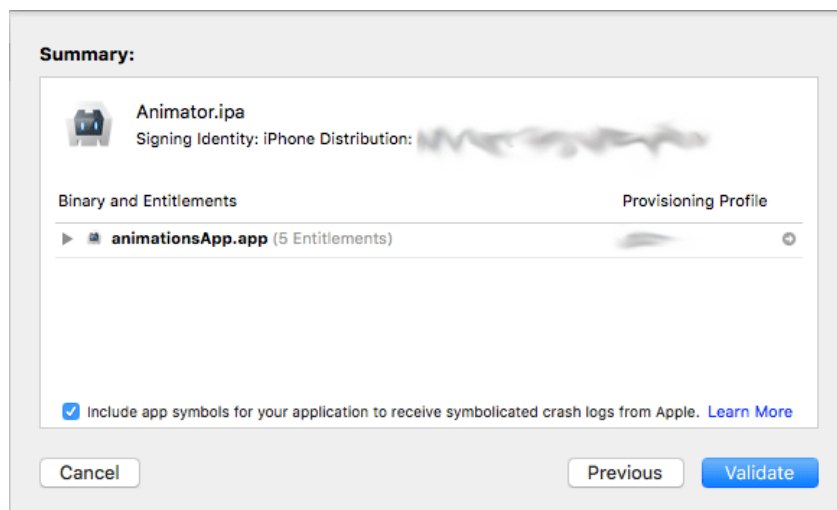 Summary:
Animator.ipa
Signing Identity: iPhone Distribution:
Binary and Entitlements Provisioning Profile
animationsApp.app (5 Entitlements)
Include app symbols for your application to receive symbolicated crash logs from Apple. Learn More
Cancel Previous Validate